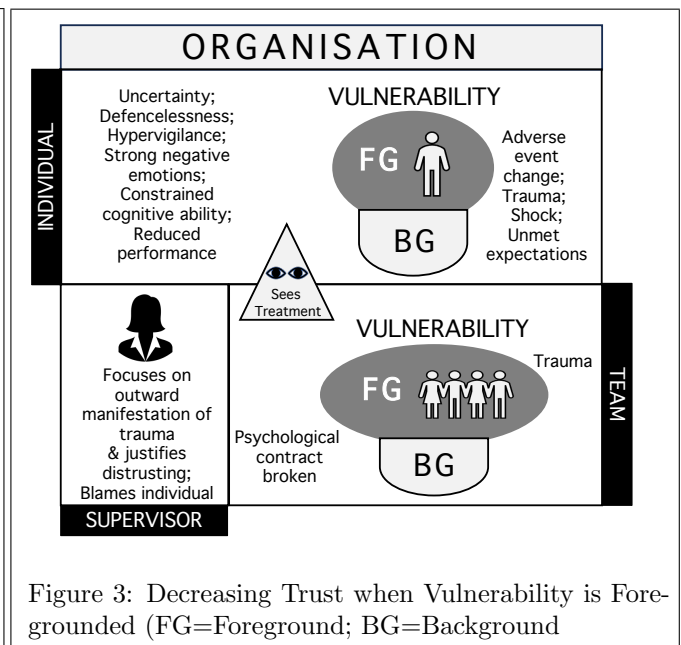 ORGANISATION
INDIVIDUAL
Uncertainty;
Defencelessness;
Hypervigilance;
Strong negative
emotions;
Constrained
cognitive ability;
Reduced
performance
VULNERABILITY
FG
BG
Adverse
event
change;
Trauma;
Shock;
Unmet
expectations
Sees
Treatment
Focuses on
outward
manifestation of
trauma
& justifies
distrusting;
Blames individual
SUPERVISOR
VULNERABILITY
FG
BG
Trauma
Psychological
contract
broken
TEAM
Figure 3: Decreasing Trust when Vulnerability is Fore-
grounded (FG=Foreground; BG=Background